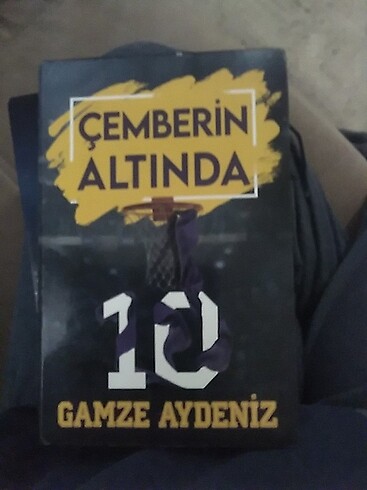 ÇEMBERİN
ALTINDA
10
GAMZE AYDENİZ